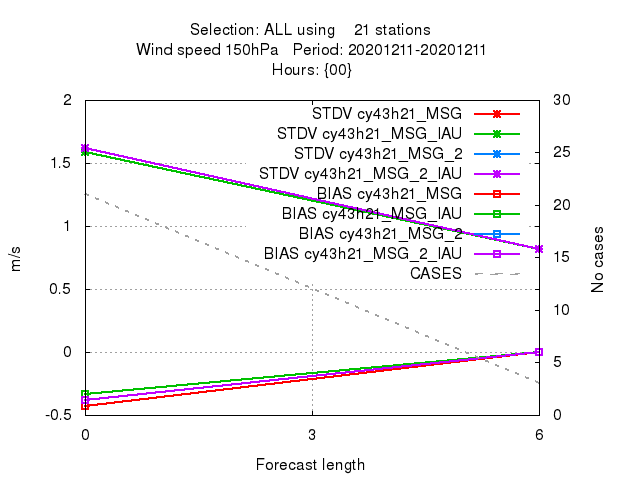 Selection: ALL using    21 stations
Wind speed 150hPa   Period: 20201211-20201211
Hours: {00}
2
1.5
1
0.5
0
-0.5
m/s
STDV cy43h21_MSG
STDV cy43h21_MSG_IAU
STDV cy43h21_MSG_2
STDV cy43h21_MSG_2_IAU
BIAS cy43h21_MSG
BIAS cy43h21_MSG_IAU
BIAS cy43h21_MSG_2
BIAS cy43h21_MSG_2_IAU
CASES
30
25
20
15
10
5
0
No cases
0 3 6
Forecast length